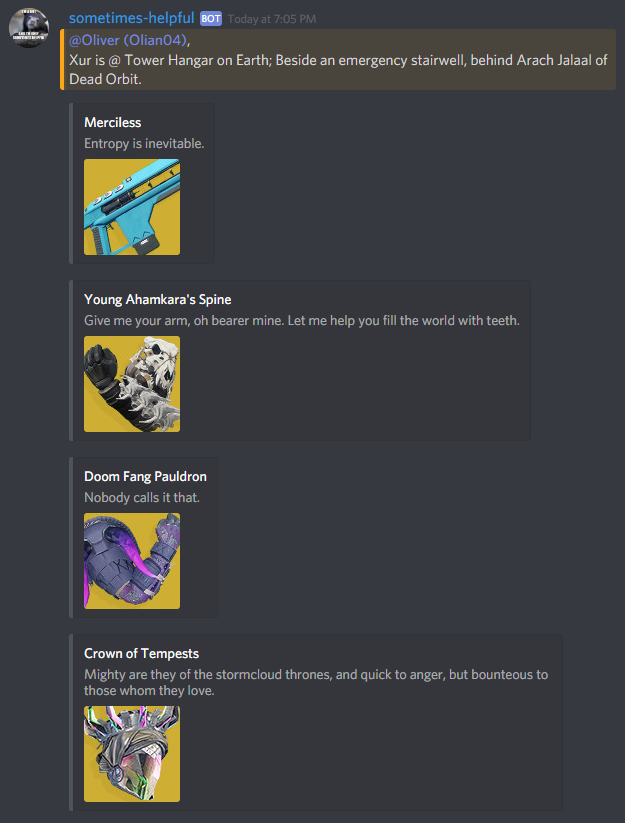 sometimes-helpful BOT Today at 7:05 PM
@Oliver (Olian04),
Xur is @ Tower Hangar on Earth; Beside an emergency stairwell, behind Arach Jalaal of
Dead Orbit.
Merciless
Entropy is inevitable.
Young Ahamkara's Spine
Give me your arm, oh bearer mine. Let me help you fill the world with teeth.
Doom Fang Pauldron
Nobody calls it that.
Crown of Tempests
Mighty are they of the stormcloud thrones, and quick to anger, but bounteous to
those whom they love.